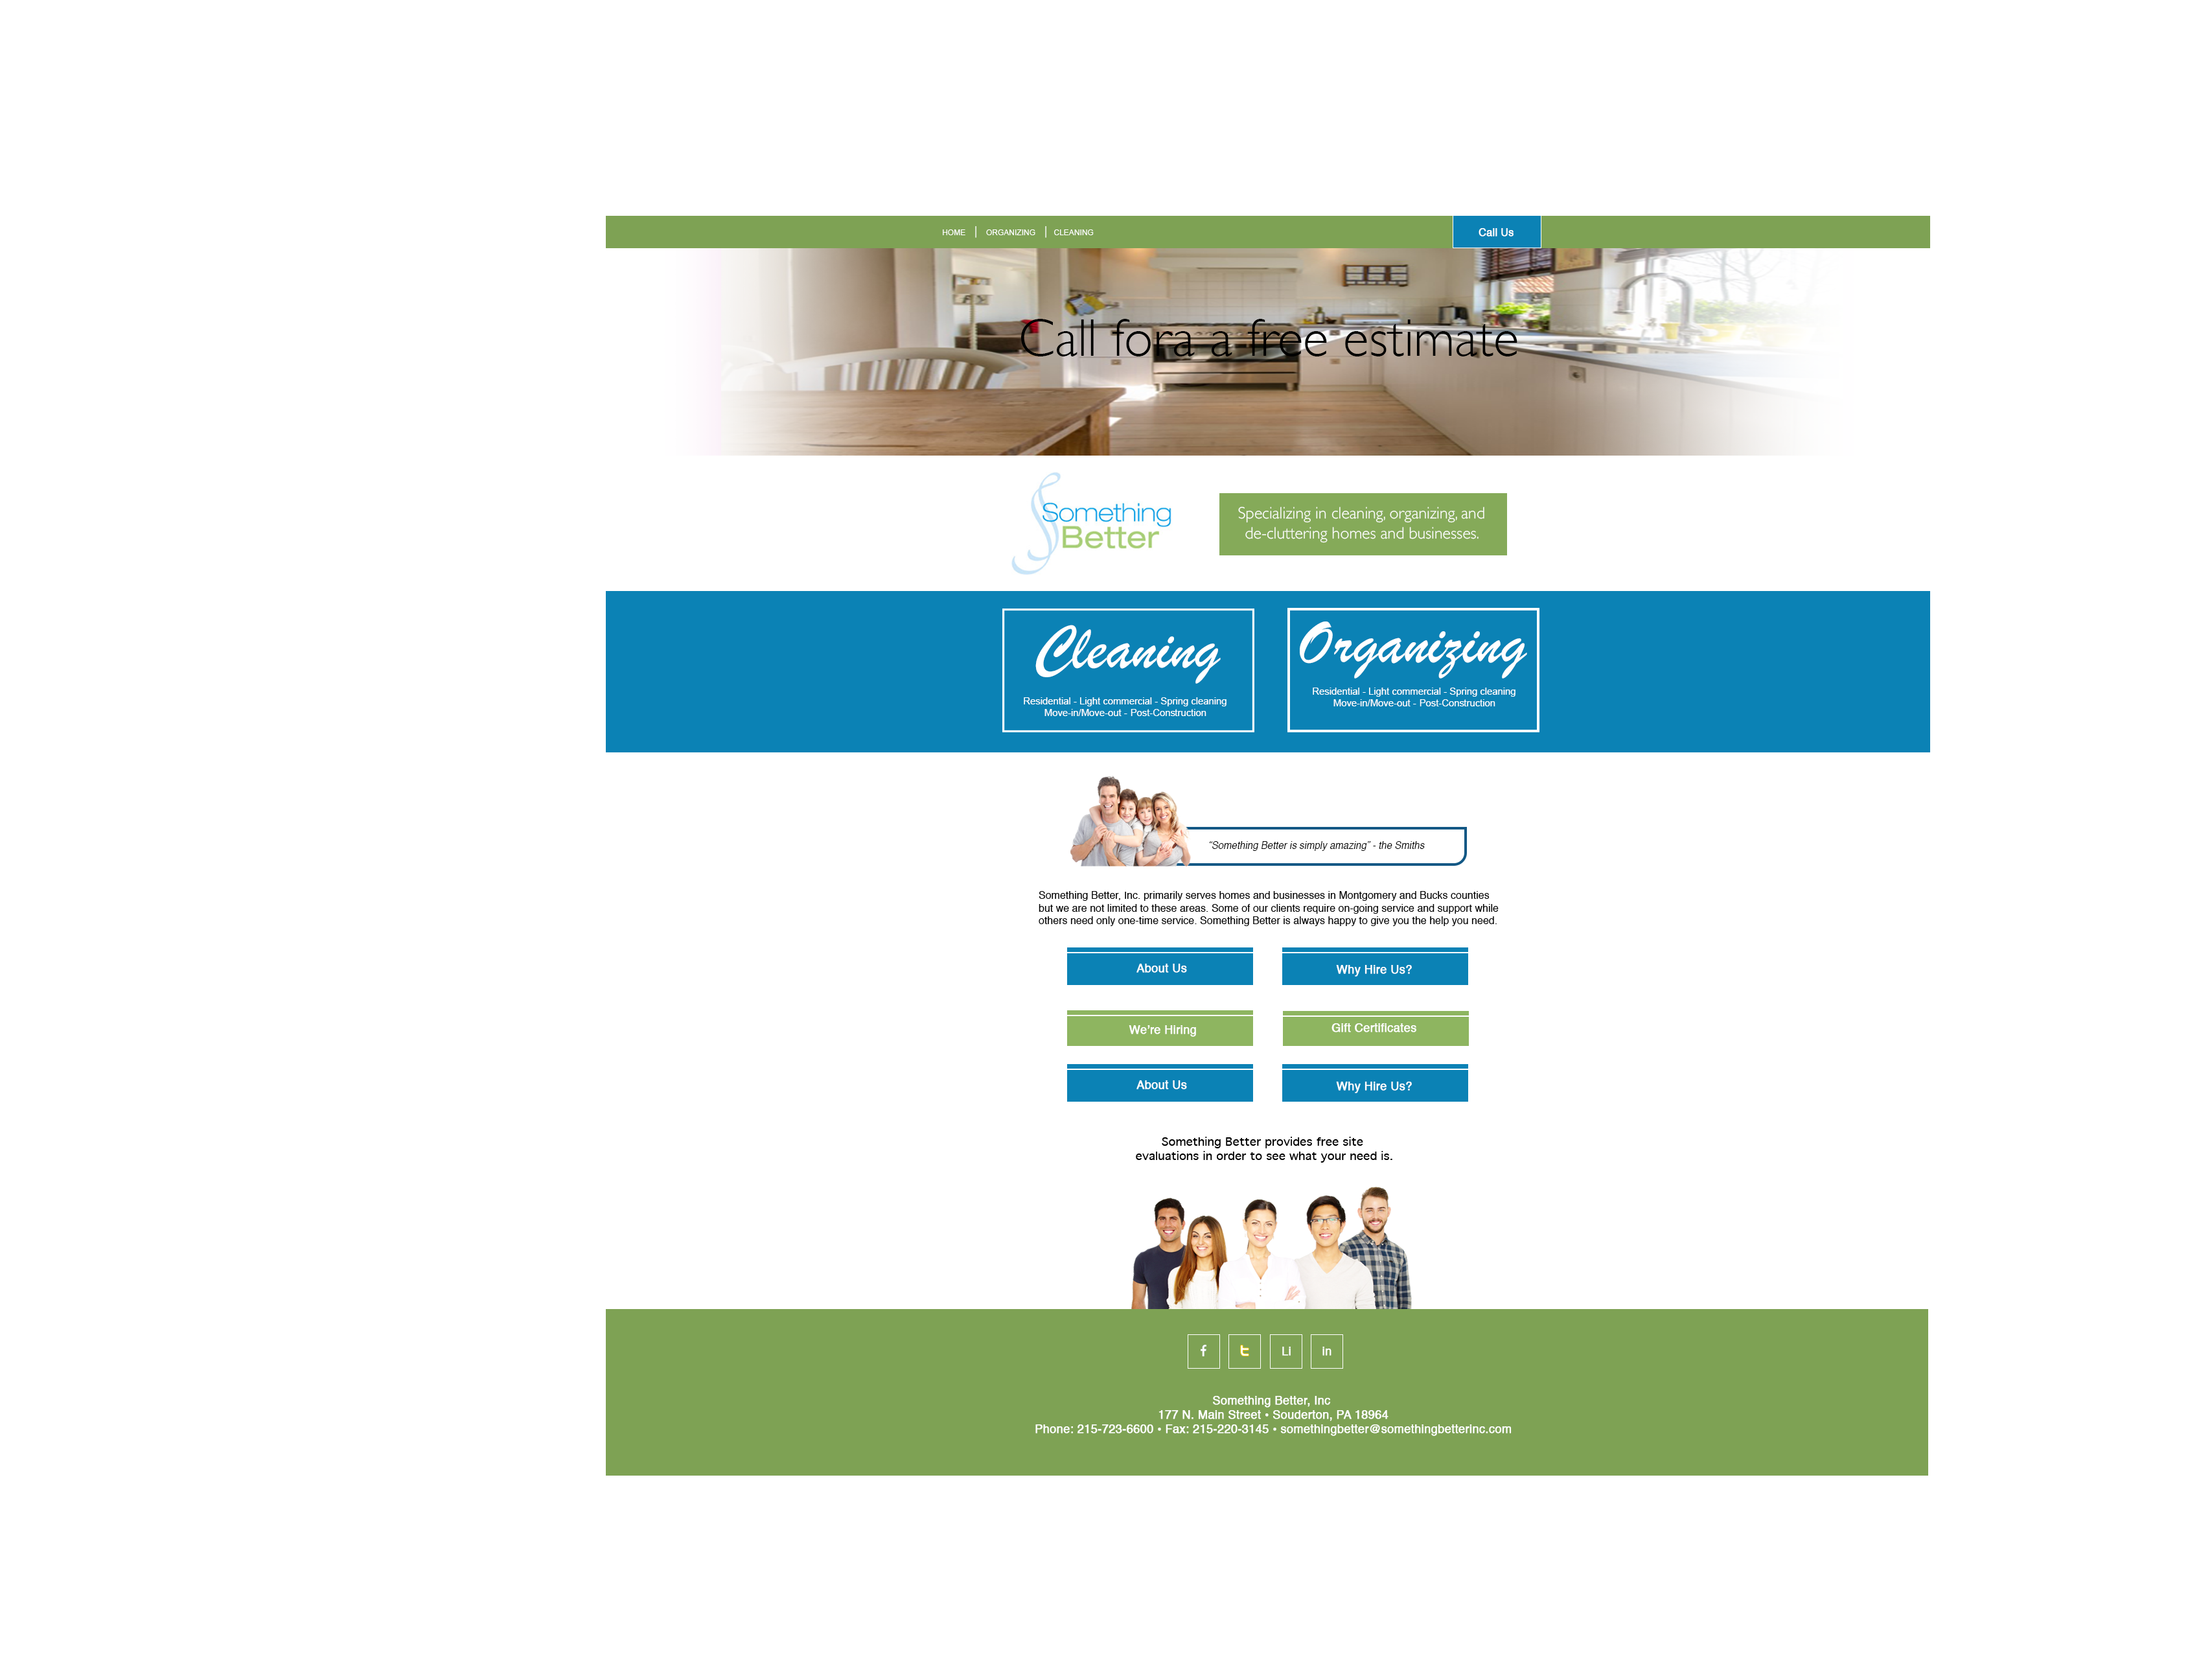 HOME | ORGANIZING | CLEANING
Call Us
Call fora a free estimate
Something
Better
Specializing in cleaning, organizing, and
de-cluttering homes and businesses.
Cleaning
Residential - Light commercial - Spring cleaning
Move-in/Move-out - Post-Construction
Organizing
Residential - Light commercial - Spring cleaning
Move-in/Move-out - Post-Construction
"Something Better is simply amazing" - the Smiths
Something Better, Inc. primarily serves homes and businesses in Montgomery and Bucks counties
but we are not limited to these areas. Some of our clients require on-going service and support while
others need only one-time service. Something Better is always happy to give you the help you need.
About Us
Why Hire Us?
We're Hiring
Gift Certificates
About Us
Why Hire Us?
Something Better provides free site
evaluations in order to see what your need is.
f
t
LI
In
Something Better, Inc
177 N. Main Street • Souderton, PA 18964
Phone: 215-723-6600 • Fax: 215-220-3145 • somethingbetter@somethingbetterinc.com